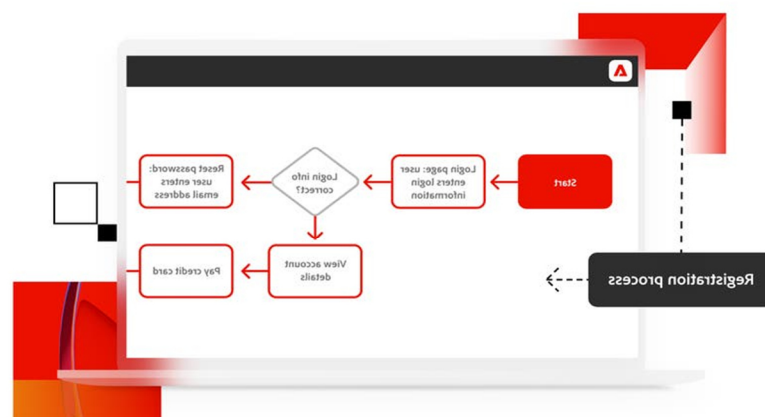 Start
Login page: user
enters login
information
Login info
correct?
Reset password:
user enters
email address
View account
details
Pay credit card
Registration process